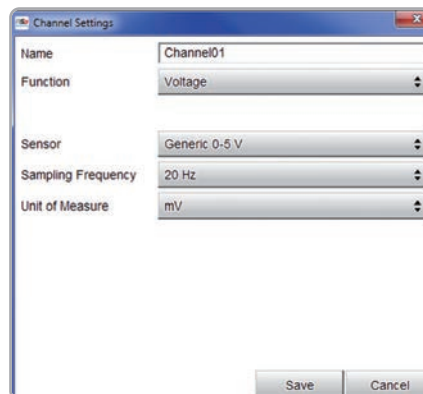 Channel Settings
Name Channel01
Function Voltage
Sensor Generic 0-5 V
Sampling Frequency 20 Hz
Unit of Measure mV
Save Cancel